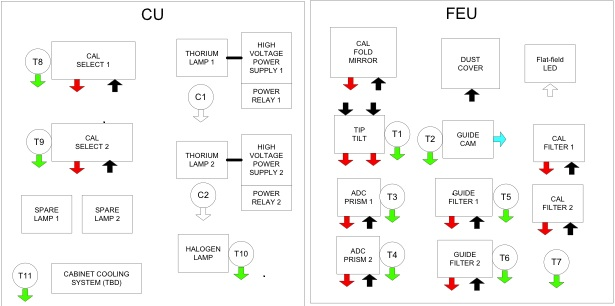 CU
T8
CAL
SELECT 1
THORIUM
LAMP 1
HIGH
VOLTAGE
POWER
SUPPLY 1
POWER
RELAY 1
C1
T9
CAL
SELECT 2
THORIUM
LAMP 2
HIGH
VOLTAGE
POWER
SUPPLY 2
POWER
RELAY 2
C2
SPARE
LAMP 1
SPARE
LAMP 2
HALOGEN
LAMP
T10
T11
CABINET COOLING
SYSTEM (TBD)
FEU
CAL
FOLD
MIRROR
DUST
COVER
Flat-field
LED
TIP
TILT
T1
T2
GUIDE
CAM
CAL
FILTER 1
ADC
PRISM 1
T3
GUIDE
FILTER 1
T5
CAL
FILTER 2
ADC
PRISM 2
T4
GUIDE
FILTER 2
T6
T7